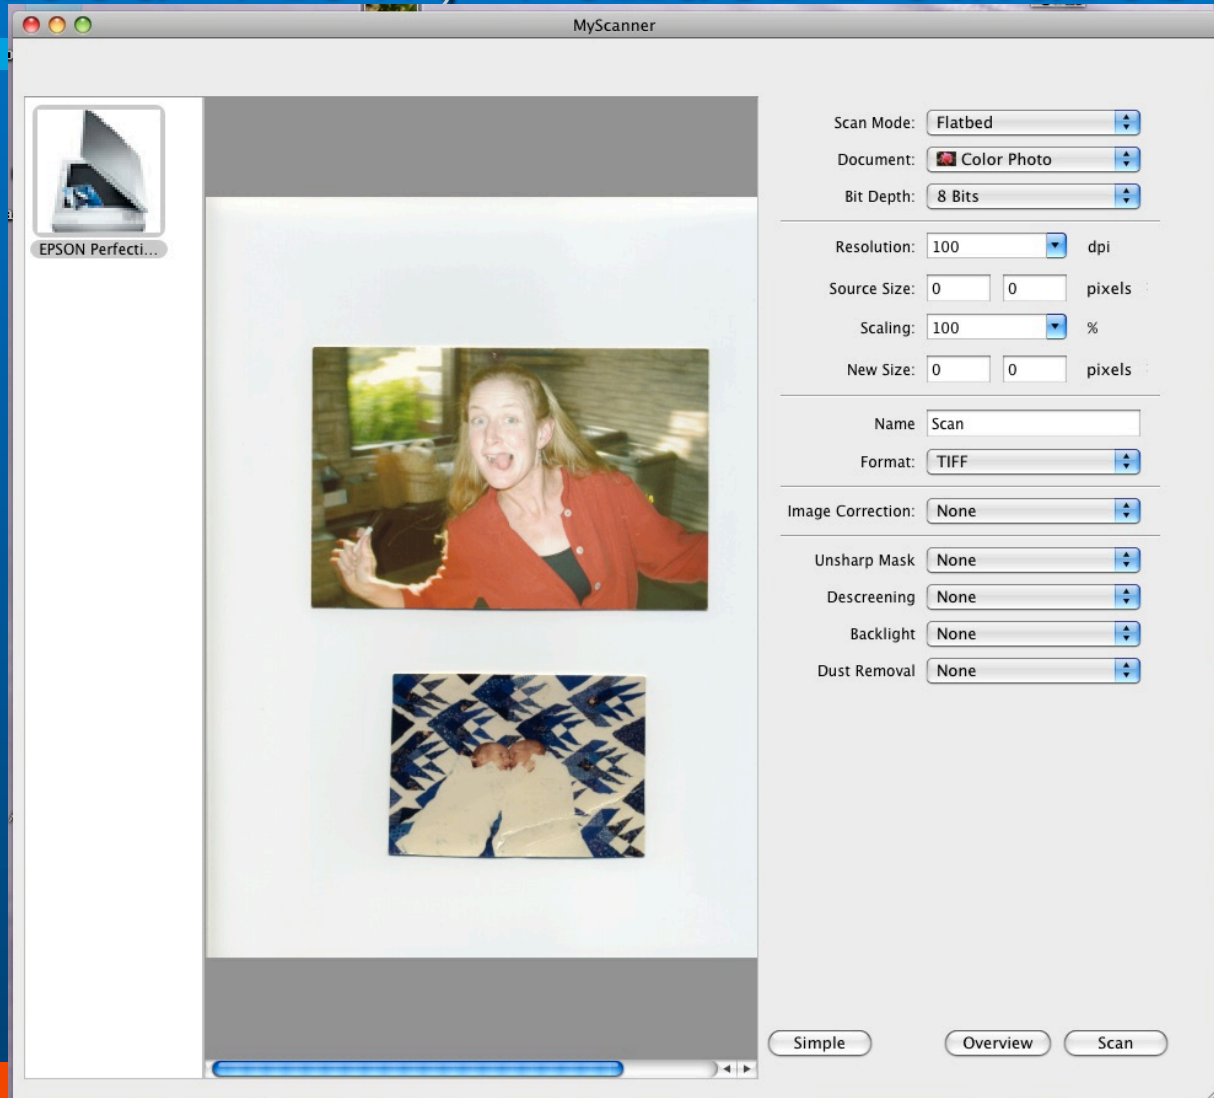 MyScanner
EPSON Perfecti...
Scan Mode: Flatbed
Document: Color Photo
Bit Depth: 8 Bits
Resolution: 100 dpi
Source Size: 0 0 pixels
Scaling: 100 %
New Size: 0 0 pixels
Name Scan
Format: TIFF
Image Correction: None
Unsharp Mask None
Descreening None
Backlight None
Dust Removal None
Simple Overview Scan